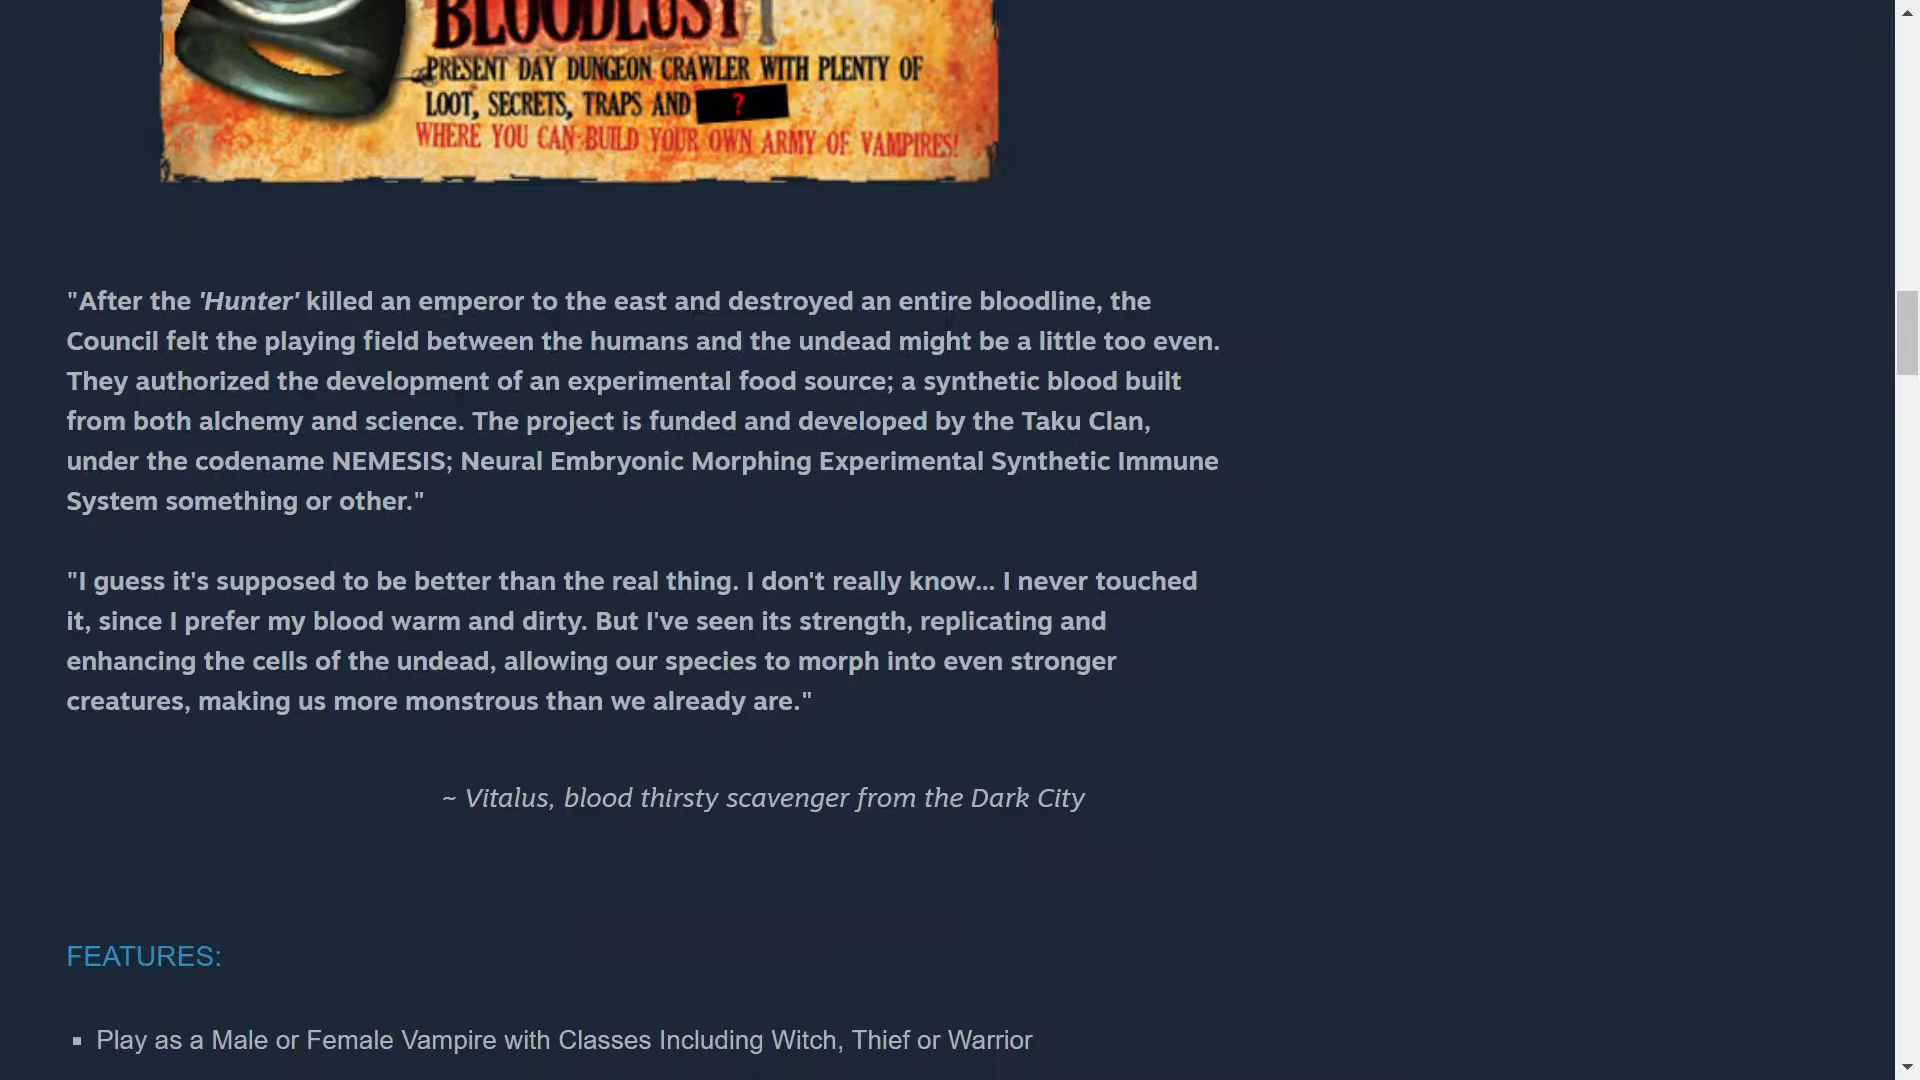 BLOODLUST
PRESENT DAY DUNGEON CRAWLER WITH PLENTY OF
LOOT, SECRETS, TRAPS AND ?
WHERE YOU CAN BUILD YOUR OWN ARMY OF VAMPIRES!
"After the 'Hunter' killed an emperor to the east and destroyed an entire bloodline, the
Council felt the playing field between the humans and the undead might be a little too even.
They authorized the development of an experimental food source; a synthetic blood built
from both alchemy and science. The project is funded and developed by the Taku Clan,
under the codename NEMESIS; Neural Embryonic Morphing Experimental Synthetic Immune
System something or other."
"I guess it's supposed to be better than the real thing. I don't really know... I never touched
it, since I prefer my blood warm and dirty. But I've seen its strength, replicating and
enhancing the cells of the undead, allowing our species to morph into even stronger
creatures, making us more monstrous than we already are."
~ Vitalus, blood thirsty scavenger from the Dark City
FEATURES:
▪ Play as a Male or Female Vampire with Classes Including Witch, Thief or Warrior